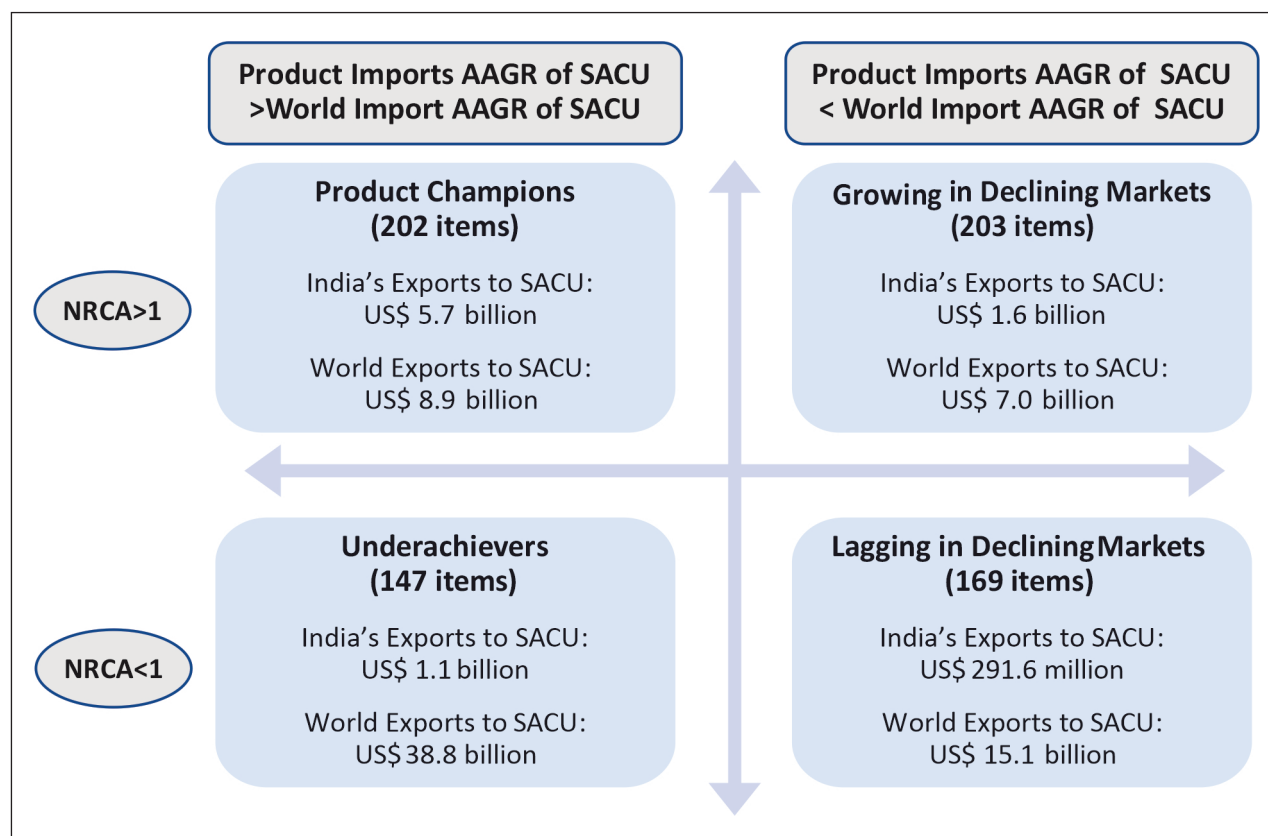 Product Imports AAGR of SACU
>World Import AAGR of SACU
Product Imports AAGR of SACU
< World Import AAGR of SACU
NRCA>1
Product Champions
(202 items)
India's Exports to SACU:
US$ 5.7 billion
World Exports to SACU:
US$ 8.9 billion
Growing in Declining Markets
(203 items)
India's Exports to SACU:
US$ 1.6 billion
World Exports to SACU:
US$ 7.0 billion
NRCA<1
Underachievers
(147 items)
India's Exports to SACU:
US$ 1.1 billion
World Exports to SACU:
US$ 38.8 billion
Lagging in Declining Markets
(169 items)
India's Exports to SACU:
US$ 291.6 million
World Exports to SACU:
US$ 15.1 billion